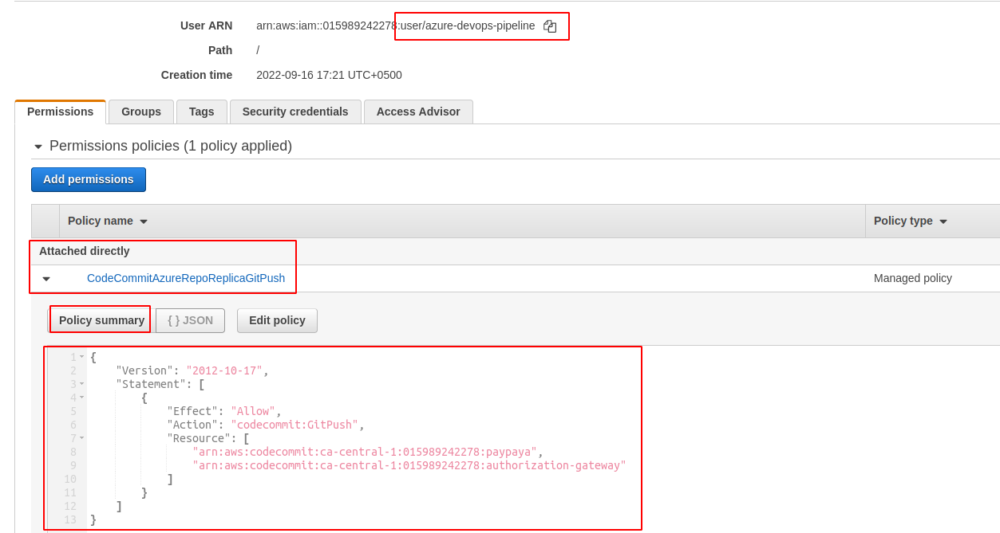 User ARN arn:aws:iam::015989242278:user/azure-devops-pipeline
Path /
Creation time 2022-09-16 17:21 UTC+0500
Permissions Groups Tags Security credentials Access Advisor
Permissions policies (1 policy applied)
Add permissions
Policy name Policy type
Attached directly
CodeCommitAzureRepoReplicaGitPush Managed policy
Policy summary { } JSON Edit policy
1 {
2 "Version": "2012-10-17",
3 "Statement": [
4 {
5 "Effect": "Allow",
6 "Action": "codecommit:GitPush",
7 "Resource": [
8 "arn:aws:codecommit:ca-central-1:015989242278:paypaya",
9 "arn:aws:codecommit:ca-central-1:015989242278:authorization-gateway"
10 ]
11 }
12 ]
13 }